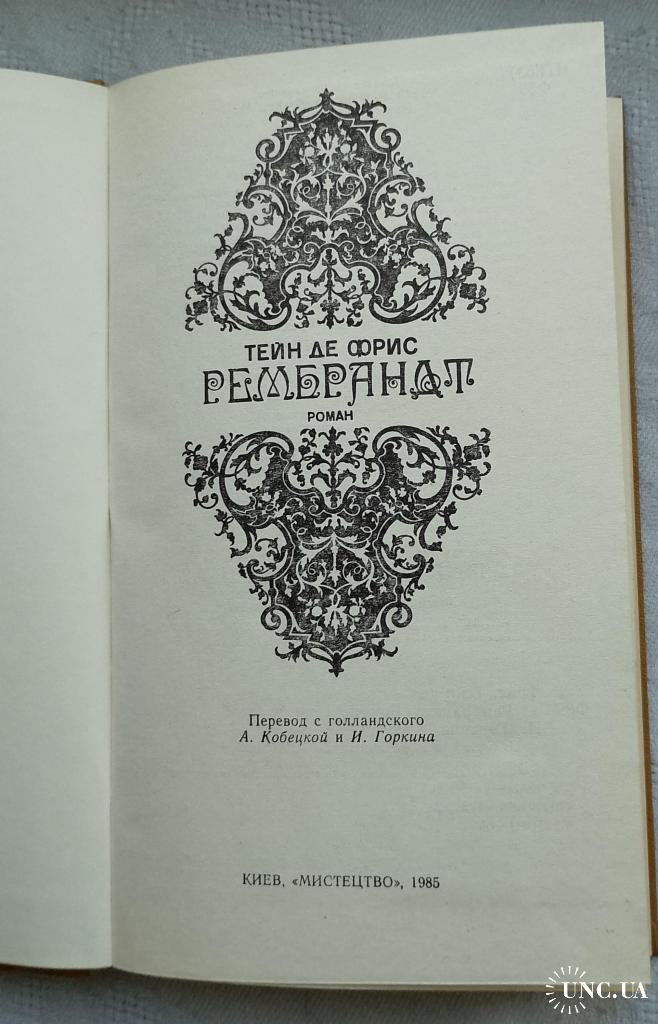 ТЕЙН ДЕ ФРИС
РЕМБРАНДТ
РОМАН
Перевод с голландского
А. Кобецкой и И. Горкина
КИЕВ, «МИСТЕЦТВО», 1985
UNC.UA